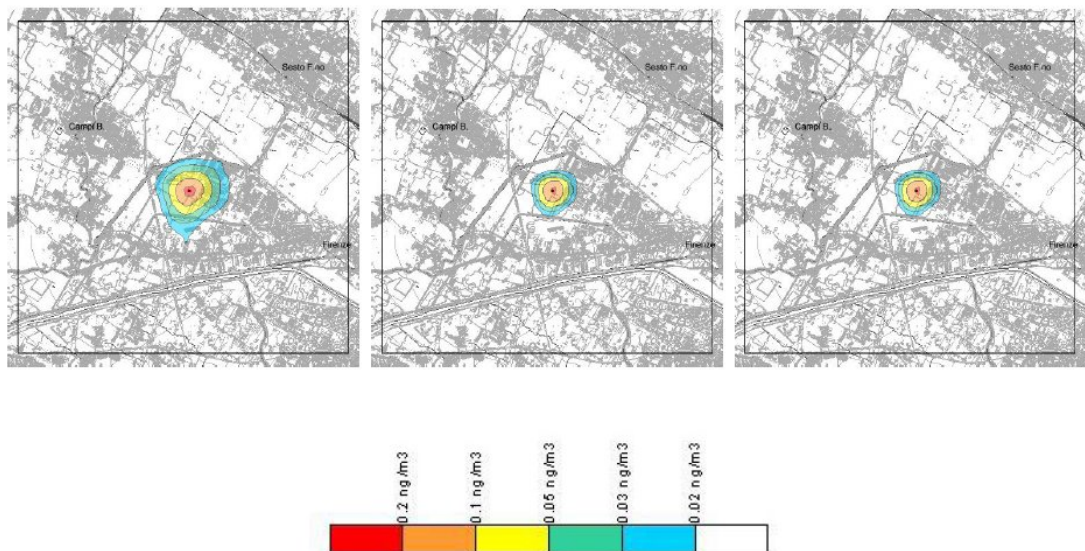 Sesto F.no
Campi B.
Firenze
Sesto F.no
Campi B.
Firenze
Sesto F.no
Campi B.
Firenze
0.2 ng/m3
0.1 ng/m3
0.05 ng/m3
0.03 ng/m3
0.02 ng/m3